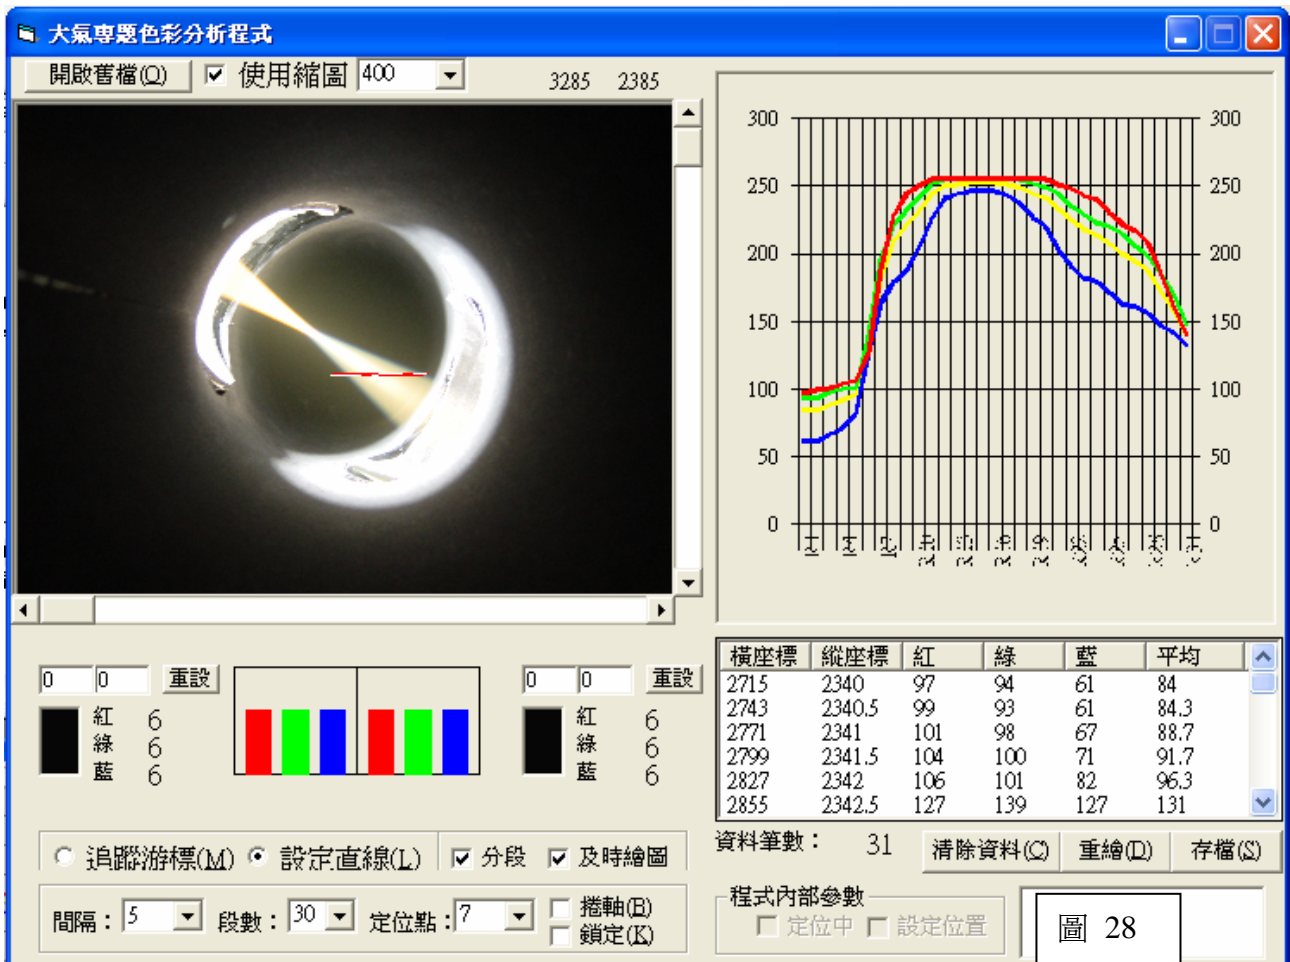 大氣專題色彩分析程式
開啟舊檔(O) 使用縮圖 400 3285 2385
300 300
250 250
200 200
150 150
100 100
50 50
0 0
橫座標 縱座標 紅 綠 藍 平均
2715 2340 97 94 61 84
2743 2340.5 99 93 61 84.3
2771 2341 101 98 67 88.7
2799 2341.5 104 100 71 91.7
2827 2342 106 101 82 96.3
2855 2342.5 127 139 127 131
0 0 重設
紅 6
綠 6
藍 6
0 0 重設
紅 6
綠 6
藍 6
資料筆數： 31 清除資料(C) 重繪(D) 存檔(S)
追蹤游標(M) 設定直線(L) 分段 及時繪圖
間隔： 5 段數： 30 定位點： 7 捲軸(B)
鎖定(K)
程式內部參數
定位中 設定位置
圖 28